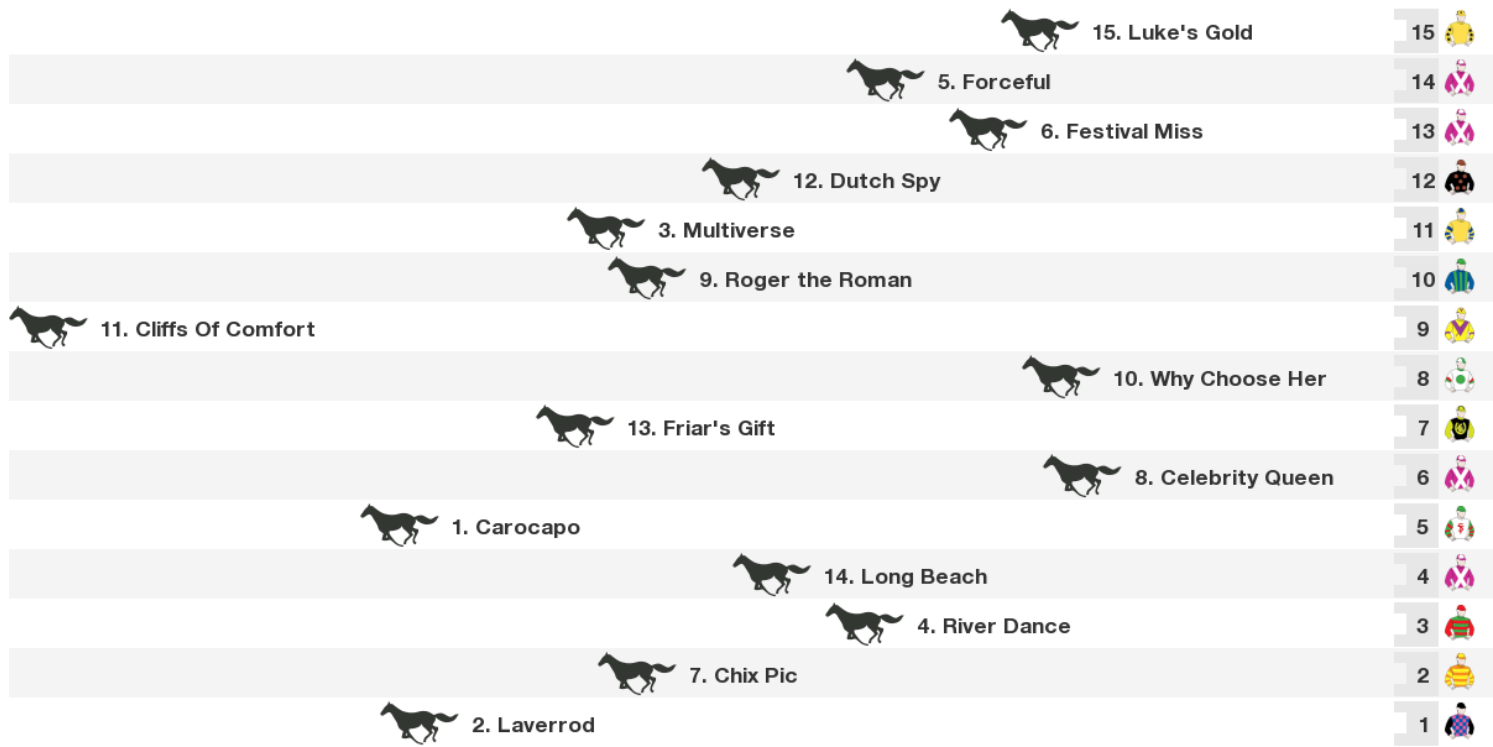 15. Luke's Gold 15
5. Forceful 14
6. Festival Miss 13
12. Dutch Spy 12
3. Multiverse 11
9. Roger the Roman 10
11. Cliffs Of Comfort 9
10. Why Choose Her 8
13. Friar's Gift 7
8. Celebrity Queen 6
1. Carocapo 5
14. Long Beach 4
4. River Dance 3
7. Chix Pic 2
2. Laverrod 1